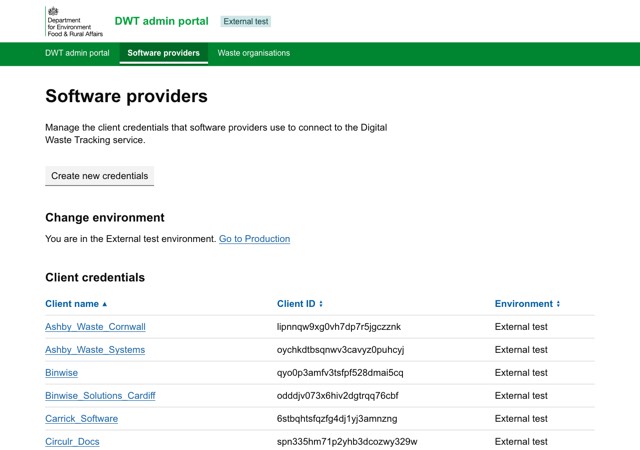 Department
for Environment
Food & Rural Affairs
DWT admin portal
External test
DWT admin portal
Software providers
Waste organisations
Software providers
Manage the client credentials that software providers use to connect to the Digital
Waste Tracking service.
Create new credentials
Change environment
You are in the External test environment. Go to Production
Client credentials
Client name ▲ Client ID Environment
Ashby_Waste_Cornwall lipnnqw9xg0vh7dp7r5jgczznk External test
Ashby_Waste_Systems oychkdtbsqnwv3cavyz0puhcyj External test
Binwise qyo0p3amfv3tsfpf528dmai5cq External test
Binwise_Solutions_Cardiff odddjv073x6hiv2dgtrqq76cbf External test
Carrick_Software 6stbqhtsfqzfg4dj1yj3amnzng External test
Circulr_Docs spn335hm71p2yhb3dcozwy329w External test